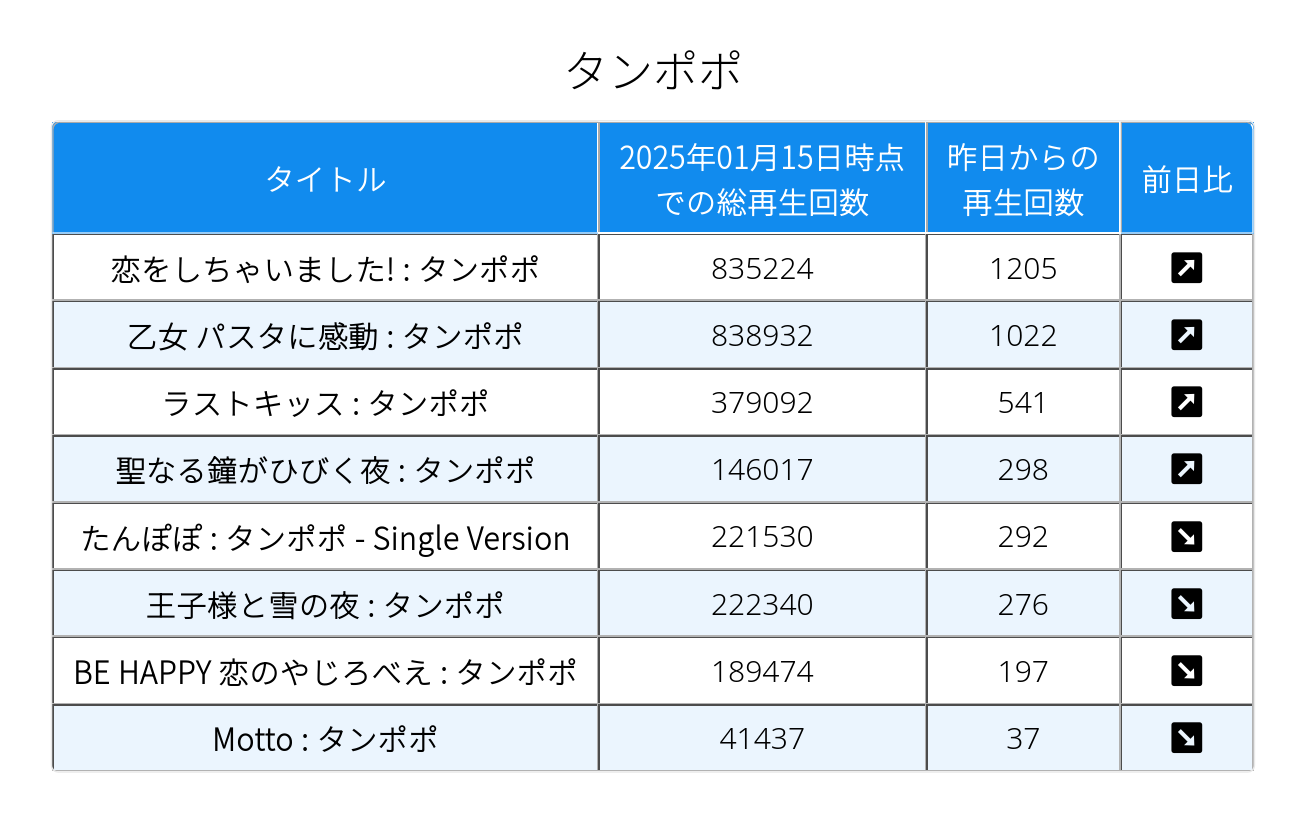 タンポポ
タイトル 2025年01月15日時点での総再生回数 昨日からの再生回数 前日比
恋をしちゃいました! : タンポポ 835224 1205 ↗
乙女 パスタに感動 : タンポポ 838932 1022 ↗
ラストキッス : タンポポ 379092 541 ↗
聖なる鐘がひびく夜 : タンポポ 146017 298 ↗
たんぽぽ : タンポポ - Single Version 221530 292 ↘
王子様と雪の夜 : タンポポ 222340 276 ↘
BE HAPPY 恋のやじろべえ : タンポポ 189474 197 ↘
Motto : タンポポ 41437 37 ↘